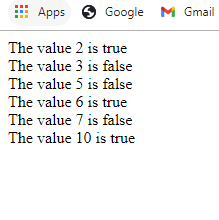 Apps Google Gmail
The value 2 is true
The value 3 is false
The value 5 is false
The value 6 is true
The value 7 is false
The value 10 is true